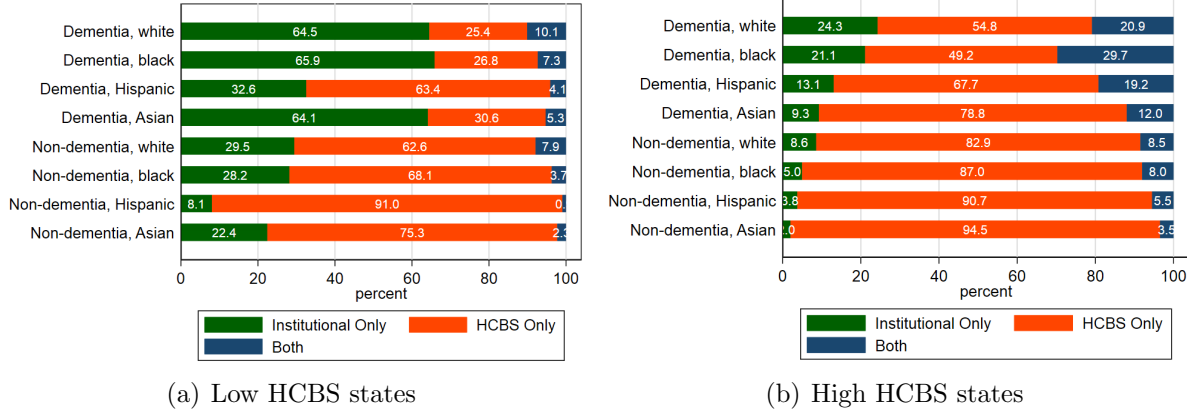 Dementia, white 64.5 25.4 10.1
Dementia, black 65.9 26.8 7.3
Dementia, Hispanic 32.6 63.4 4.1
Dementia, Asian 64.1 30.6 5.3
Non-dementia, white 29.5 62.6 7.9
Non-dementia, black 28.2 68.1 3.7
Non-dementia, Hispanic 8.1 91.0 0.
Non-dementia, Asian 22.4 75.3 2.3
0 20 40 60 80 100
percent
Institutional Only HCBS Only
Both
(a) Low HCBS states
Dementia, white 24.3 54.8 20.9
Dementia, black 21.1 49.2 29.7
Dementia, Hispanic 13.1 67.7 19.2
Dementia, Asian 9.3 78.8 12.0
Non-dementia, white 8.6 82.9 8.5
Non-dementia, black 5.0 87.0 8.0
Non-dementia, Hispanic 3.8 90.7 5.5
Non-dementia, Asian 2.0 94.5 3.5
0 20 40 60 80 100
percent
Institutional Only HCBS Only
Both
(b) High HCBS states